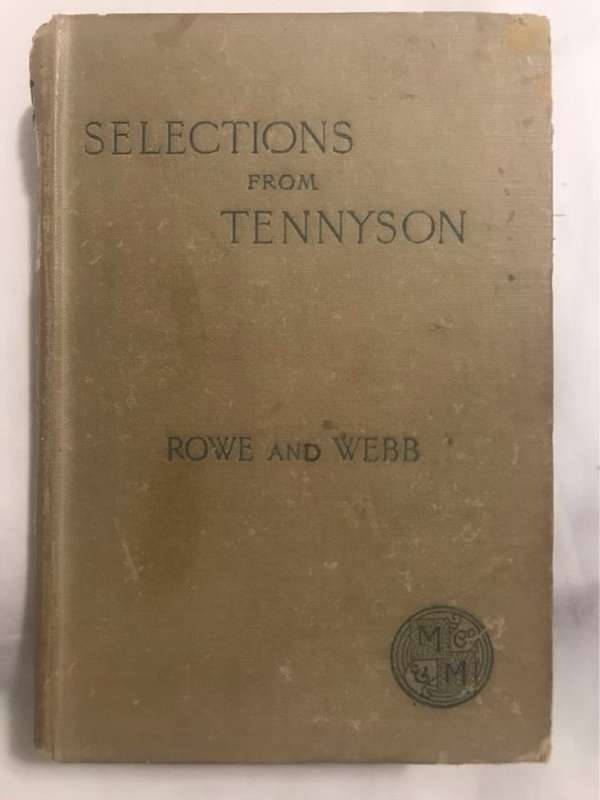 SELECTIONS
FROM
TENNYSON
ROWE AND WEBB
M & Co
& M